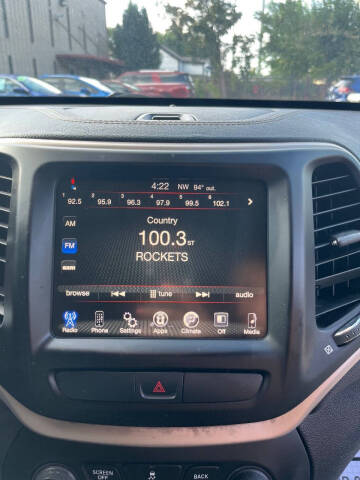 4:22 NW 94° out.
1 2 3 4 5 6
92.5 95.9 96.3 97.9 99.5 102.1 >
AM
Country
FM
100.3 ST
ROCKETS
browse tune audio
Radio Phone Settings Apps Climate Off Media
SCREEN OFF BACK